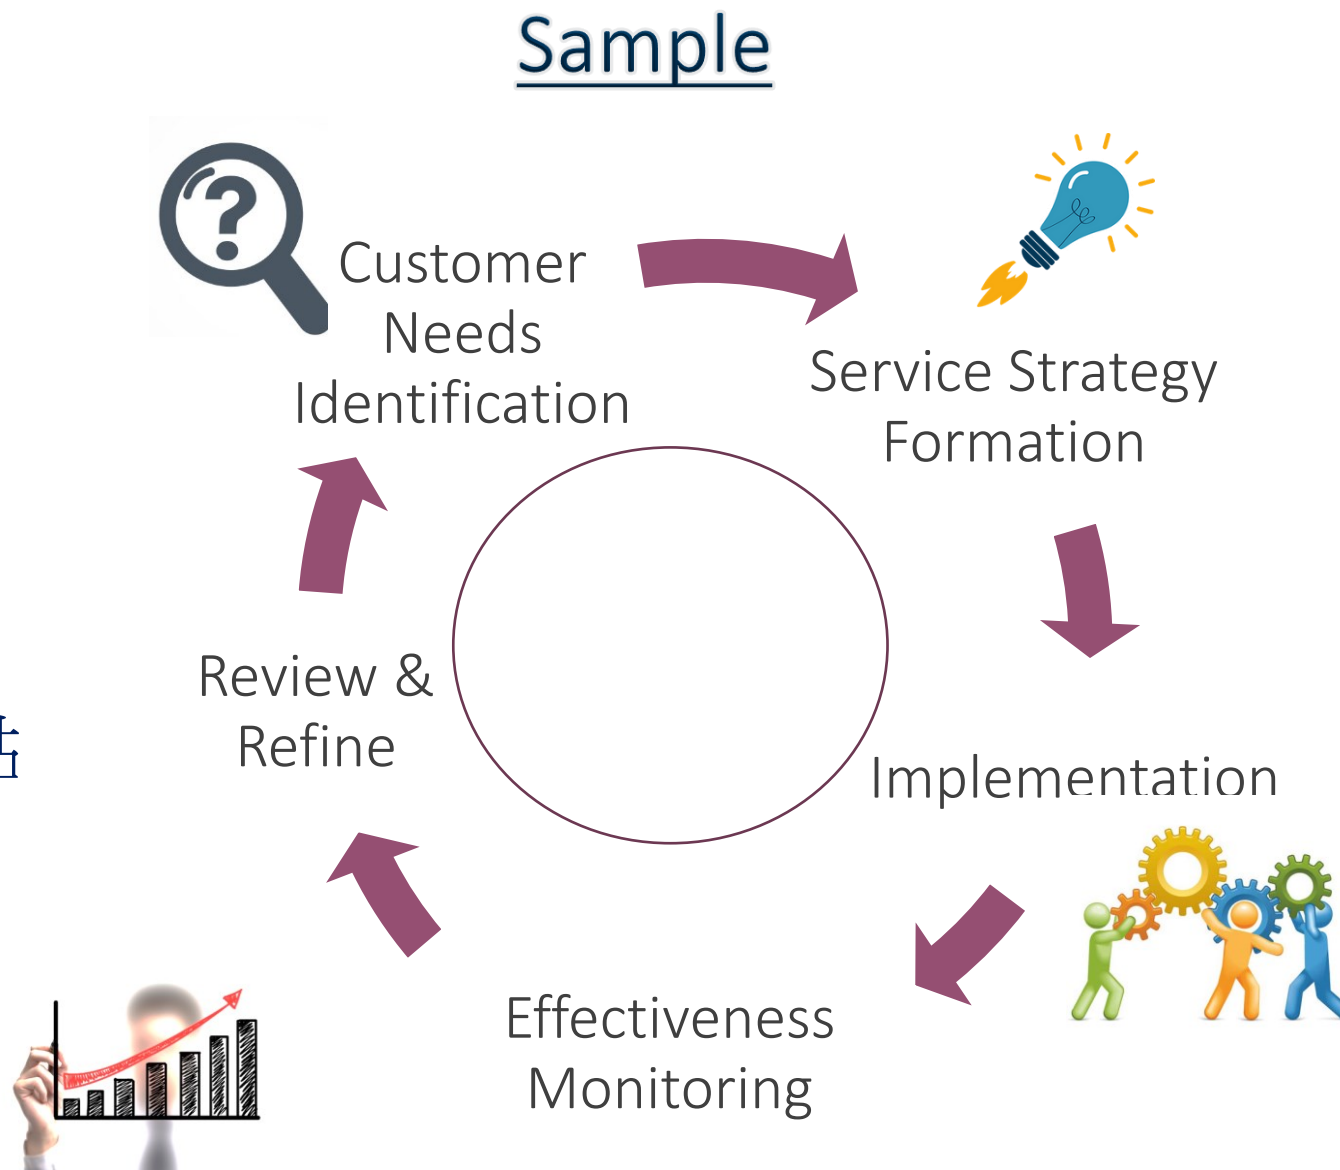 Sample
?
Customer
Needs
Identification
Service Strategy
Formation
Implementation
Effectiveness
Monitoring
Review &
Refine